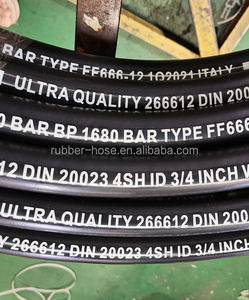 BAR TYPE FF666-12 1Q2021 ITALY
ULTRA QUALITY 266612 DIN 200
0 BAR BP 1680 BAR TYPE FF666
rubber-hose.en.alibaba.com
12 DIN 20023 4SH ID 3/4 INCH W
ULTRA QUALITY 266612 DIN 200
Y 266612 DIN 20023 4SH ID 3/4 INCH